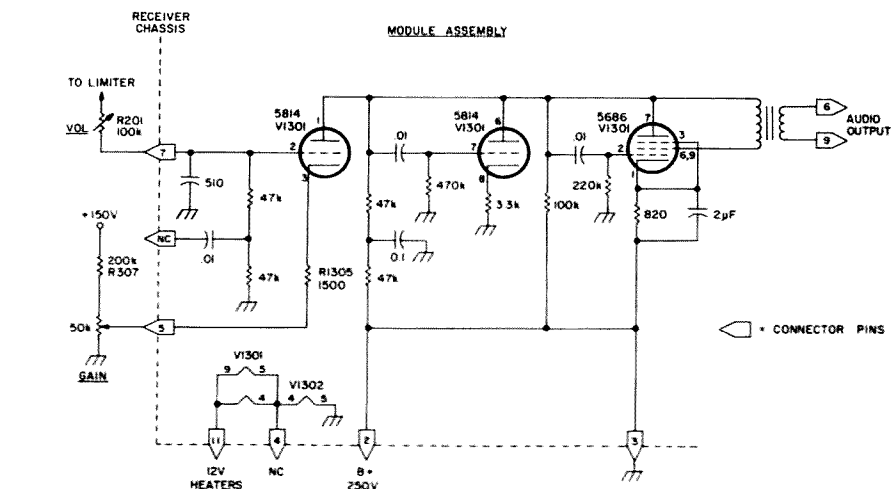 RECEIVER
CHASSIS
MODULE ASSEMBLY
TO LIMITER
R201
100k
VOL
7
510
47k
+150V
NC
.01
200k
R307
47k
50k
5
GAIN
5814
V1301
1
2
3
R1305
1500
.01
47k
0.1
47k
470k
5814
V1301
6
7
8
3.3k
100k
.01
220k
5686
V1301
7
2
3
6,9
1
820
2µF
6
9
AUDIO
OUTPUT
* CONNECTOR PINS
V1301
9 5
V1302
4 4 5
11
4
2
3
12V
HEATERS
NC
B+
250V